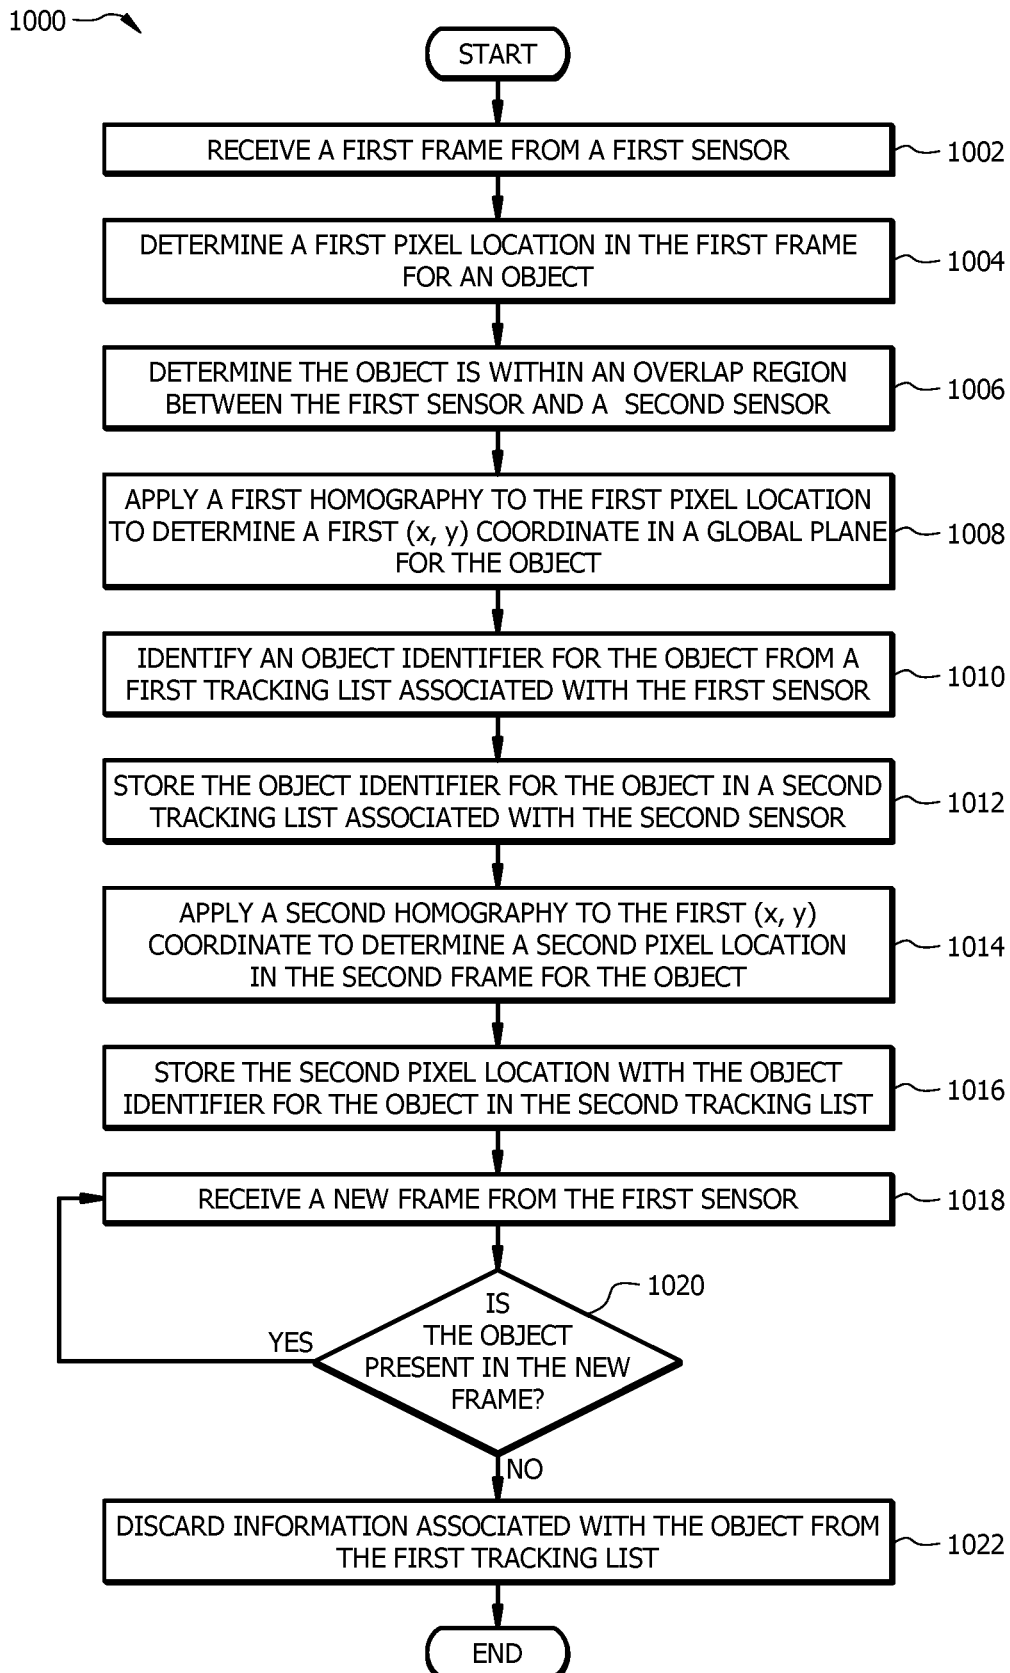 1000
START
RECEIVE A FIRST FRAME FROM A FIRST SENSOR
1002
DETERMINE A FIRST PIXEL LOCATION IN THE FIRST FRAME
FOR AN OBJECT
1004
DETERMINE THE OBJECT IS WITHIN AN OVERLAP REGION
BETWEEN THE FIRST SENSOR AND A SECOND SENSOR
1006
APPLY A FIRST HOMOGRAPHY TO THE FIRST PIXEL LOCATION
TO DETERMINE A FIRST (x, y) COORDINATE IN A GLOBAL PLANE
FOR THE OBJECT
1008
IDENTIFY AN OBJECT IDENTIFIER FOR THE OBJECT FROM A
FIRST TRACKING LIST ASSOCIATED WITH THE FIRST SENSOR
1010
STORE THE OBJECT IDENTIFIER FOR THE OBJECT IN A SECOND
TRACKING LIST ASSOCIATED WITH THE SECOND SENSOR
1012
APPLY A SECOND HOMOGRAPHY TO THE FIRST (x, y)
COORDINATE TO DETERMINE A SECOND PIXEL LOCATION
IN THE SECOND FRAME FOR THE OBJECT
1014
STORE THE SECOND PIXEL LOCATION WITH THE OBJECT
IDENTIFIER FOR THE OBJECT IN THE SECOND TRACKING LIST
1016
RECEIVE A NEW FRAME FROM THE FIRST SENSOR
1018
IS
THE OBJECT
PRESENT IN THE NEW
FRAME?
1020
YES
NO
DISCARD INFORMATION ASSOCIATED WITH THE OBJECT FROM
THE FIRST TRACKING LIST
1022
END